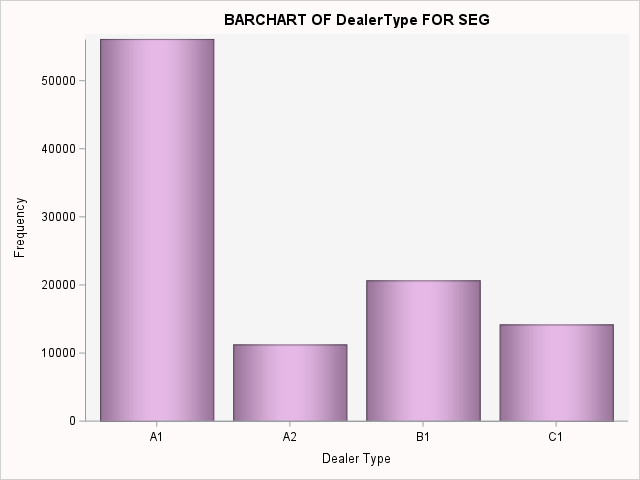 BARCHART OF DealerType FOR SEG
50000
40000
30000
20000
10000
0
Frequency
A1 A2 B1 C1
Dealer Type